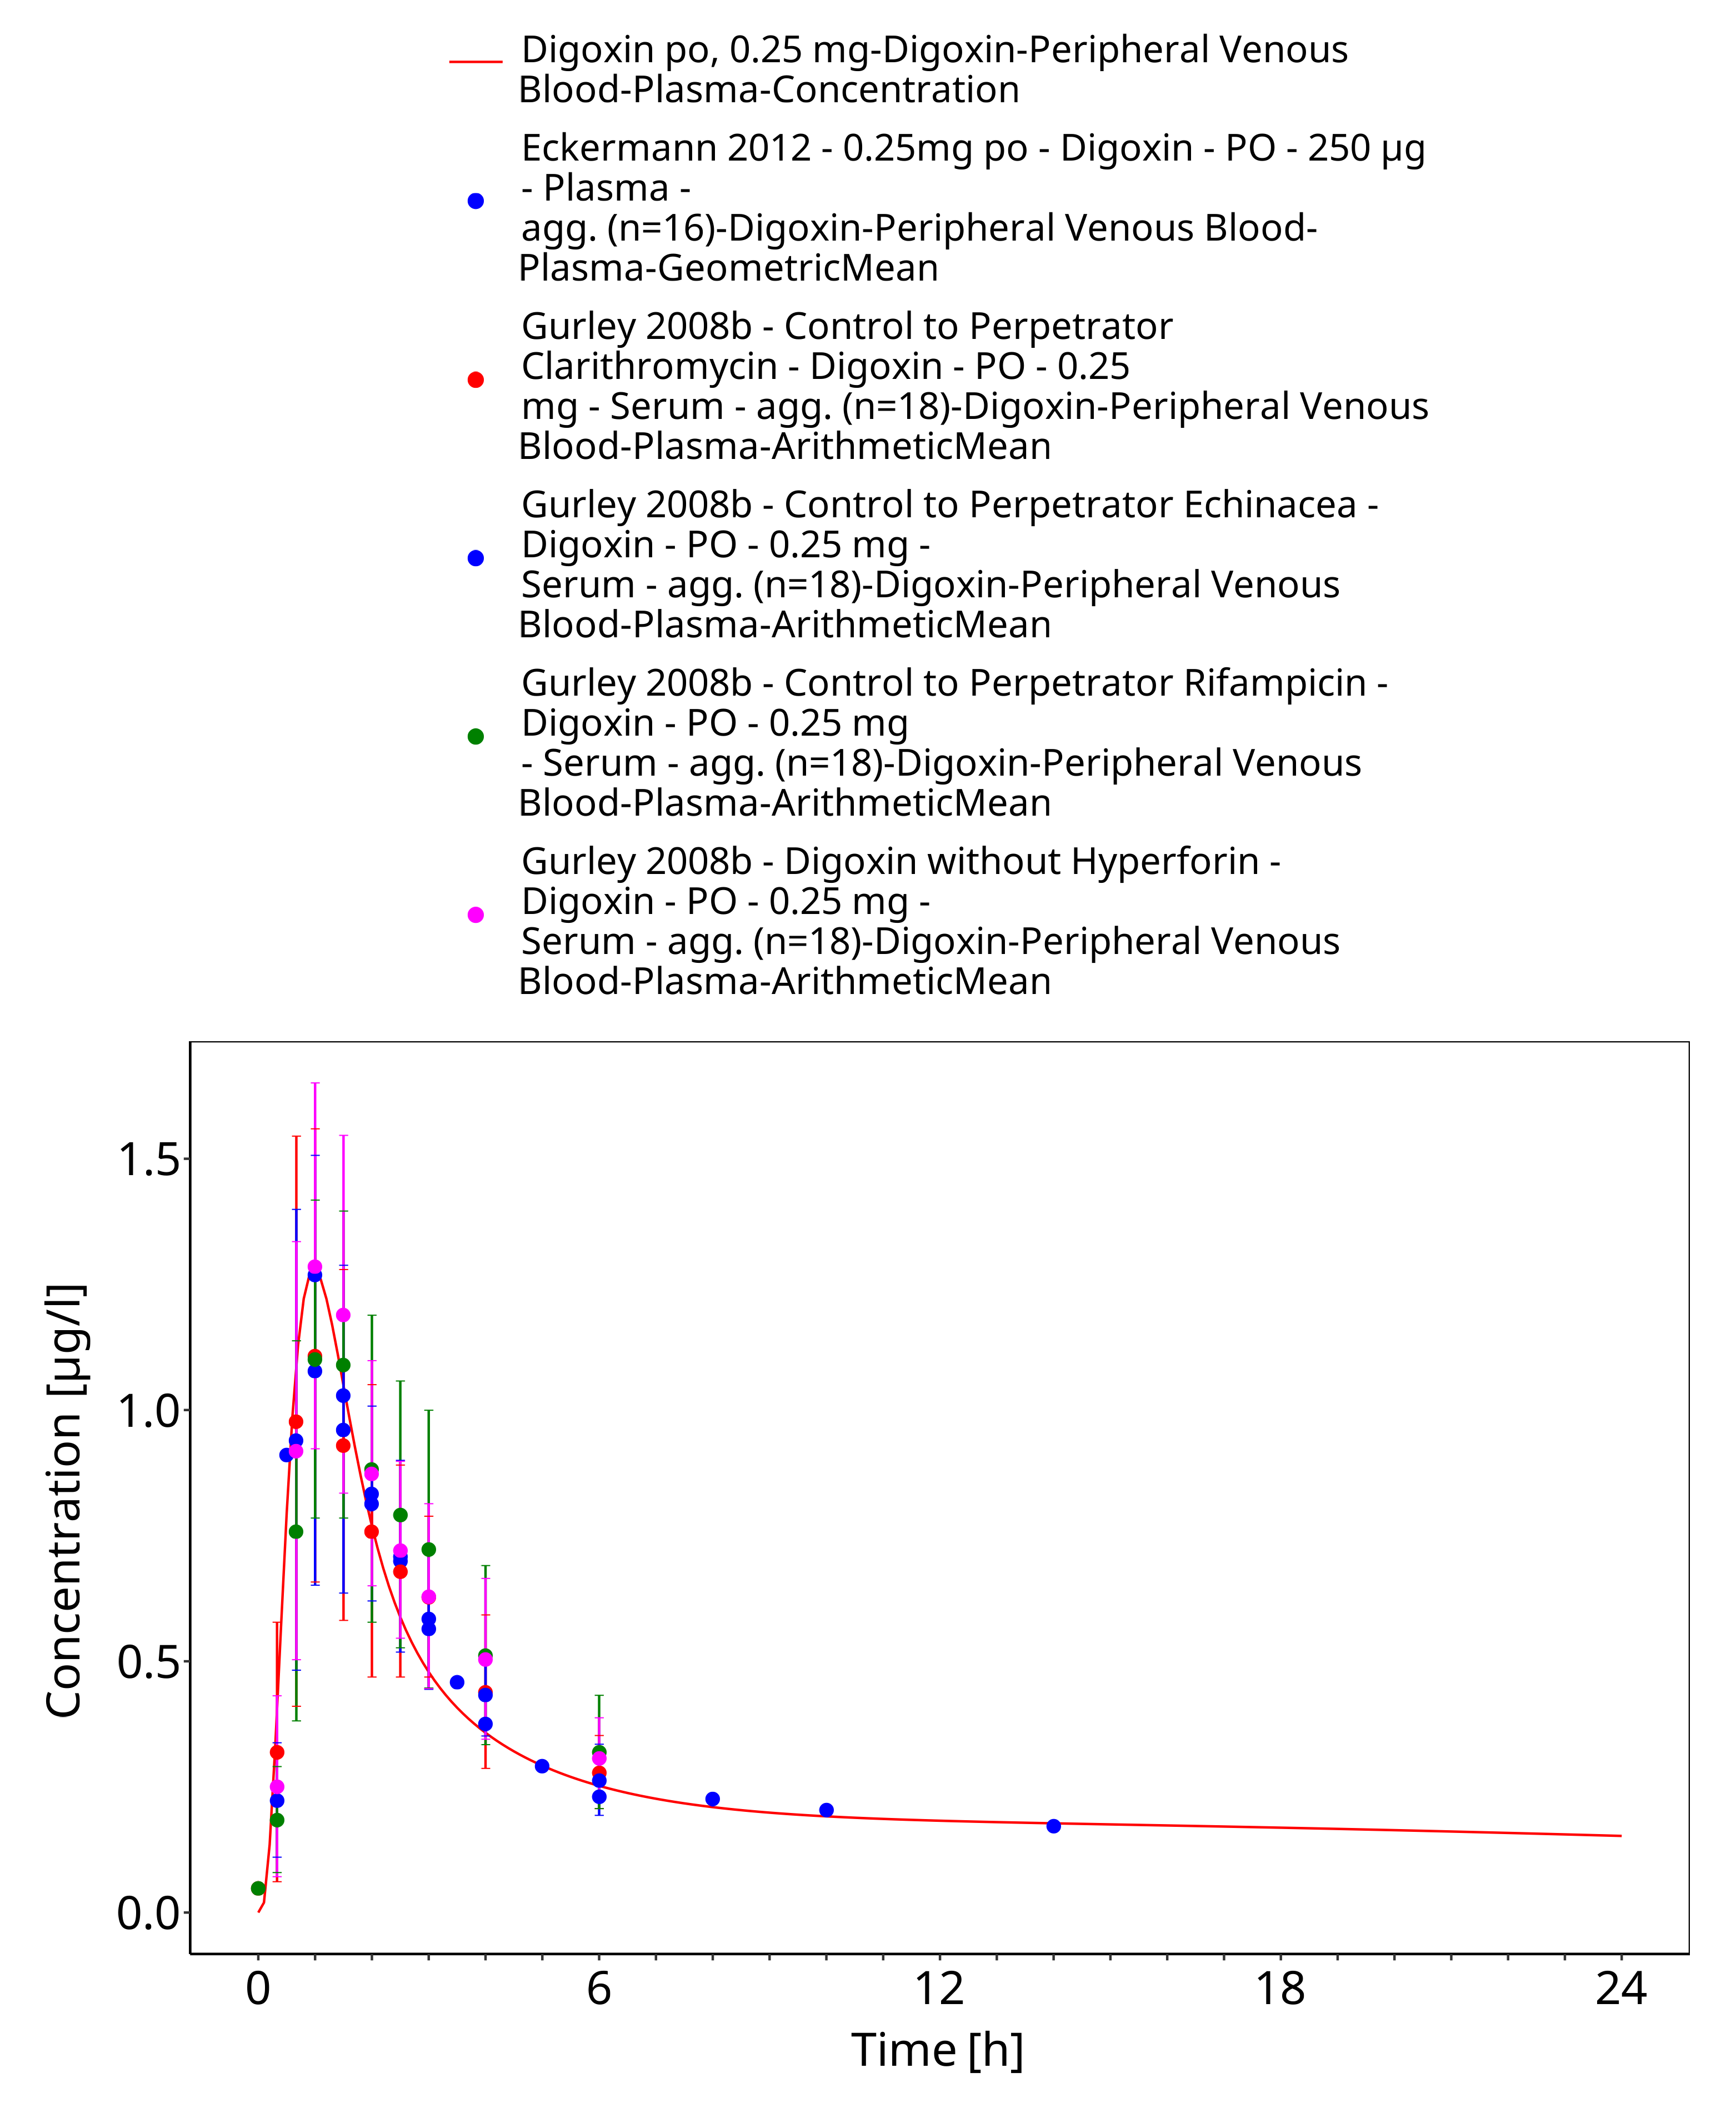 Digoxin po, 0.25 mg-Digoxin-Peripheral Venous
Blood-Plasma-Concentration
Eckermann 2012 - 0.25mg po - Digoxin - PO - 250 µg
- Plasma -
agg. (n=16)-Digoxin-Peripheral Venous Blood-
Plasma-GeometricMean
Gurley 2008b - Control to Perpetrator
Clarithromycin - Digoxin - PO - 0.25
mg - Serum - agg. (n=18)-Digoxin-Peripheral Venous
Blood-Plasma-ArithmeticMean
Gurley 2008b - Control to Perpetrator Echinacea -
Digoxin - PO - 0.25 mg -
Serum - agg. (n=18)-Digoxin-Peripheral Venous
Blood-Plasma-ArithmeticMean
Gurley 2008b - Control to Perpetrator Rifampicin -
Digoxin - PO - 0.25 mg
- Serum - agg. (n=18)-Digoxin-Peripheral Venous
Blood-Plasma-ArithmeticMean
Gurley 2008b - Digoxin without Hyperforin -
Digoxin - PO - 0.25 mg -
Serum - agg. (n=18)-Digoxin-Peripheral Venous
Blood-Plasma-ArithmeticMean
Concentration [µg/l]
1.5
1.0
0.5
0.0
0 6 12 18 24
Time [h]